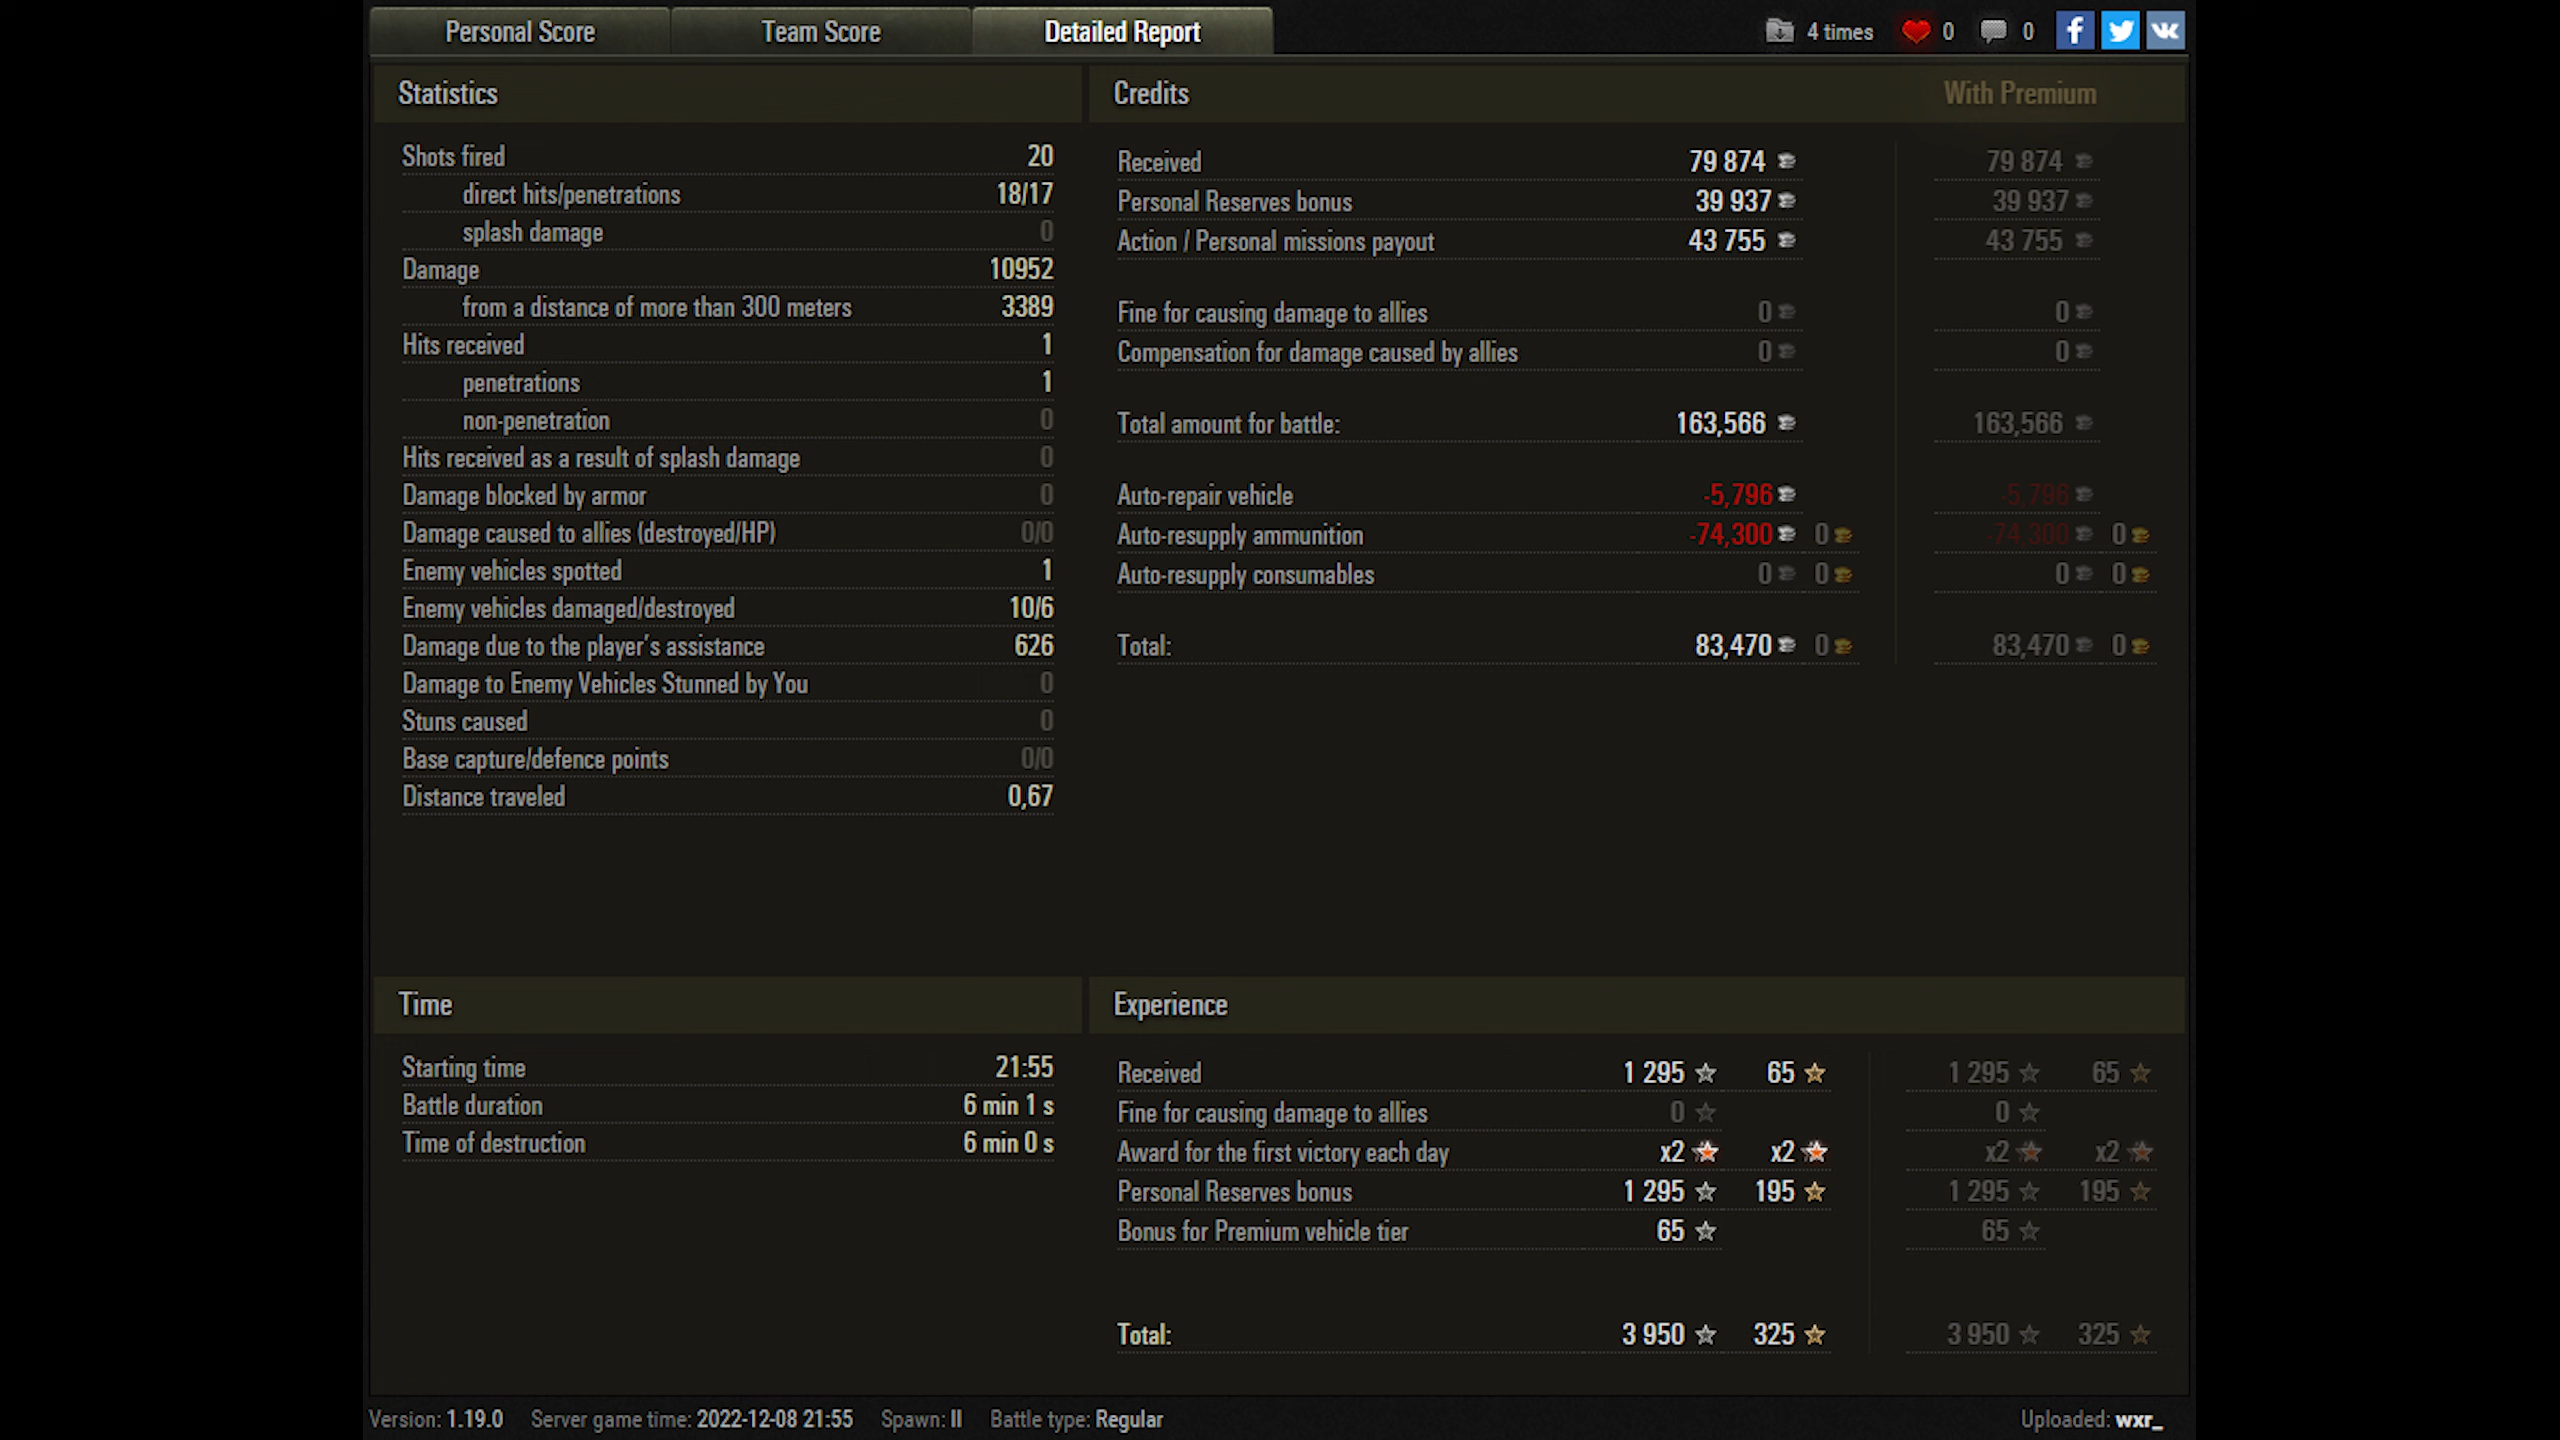 Personal Score
Team Score
Detailed Report
4 times
0
0
Statistics
Shots fired 20
direct hits/penetrations 18/17
splash damage 0
Damage 10952
from a distance of more than 300 meters 3389
Hits received 1
penetrations 1
non-penetration 0
Hits received as a result of splash damage 0
Damage blocked by armor 0
Damage caused to allies (destroyed/HP) 0/0
Enemy vehicles spotted 1
Enemy vehicles damaged/destroyed 10/6
Damage due to the player's assistance 626
Damage to Enemy Vehicles Stunned by You 0
Stuns caused 0
Base capture/defence points 0/0
Distance traveled 0,67
Credits With Premium
Received 79 874 79 874
Personal Reserves bonus 39 937 39 937
Action / Personal missions payout 43 755 43 755
Fine for causing damage to allies 0 0
Compensation for damage caused by allies 0 0
Total amount for battle: 163,566 163,566
Auto-repair vehicle -5,796 -5,796
Auto-resupply ammunition -74,300 0 -74,300 0
Auto-resupply consumables 0 0 0 0
Total: 83,470 0 83,470 0
Time
Starting time 21:55
Battle duration 6 min 1 s
Time of destruction 6 min 0 s
Experience
Received 1 295 65 1 295 65
Fine for causing damage to allies 0 0
Award for the first victory each day x2 x2 x2 x2
Personal Reserves bonus 1 295 195 1 295 195
Bonus for Premium vehicle tier 65 65
Total: 3 950 325 3 950 325
Version: 1.19.0 Server game time: 2022-12-08 21:55 Spawn: II Battle type: Regular Uploaded: wxr_